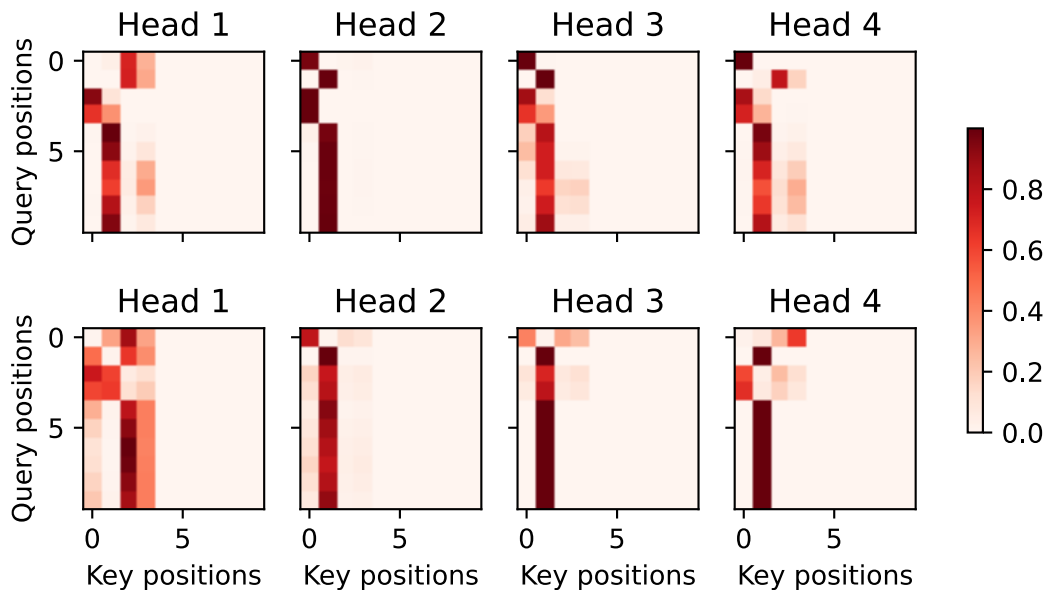 Head 1
Head 2
Head 3
Head 4
Query positions
0
5
0.8
0.6
0.4
0.2
0.0
Head 1
Head 2
Head 3
Head 4
Query positions
0
5
0 5
0 5
0 5
0 5
Key positions
Key positions
Key positions
Key positions